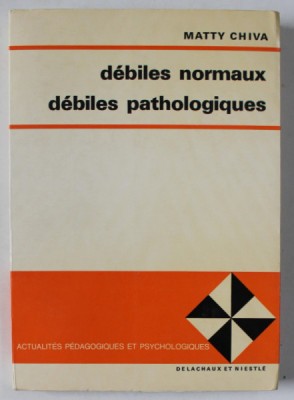 MATTY CHIVA
débiles normaux
débiles pathologiques
ACTUALITÉS PÉDAGOGIQUES ET PSYCHOLOGIQUES
DELACHAUX ET NIESTLÉ